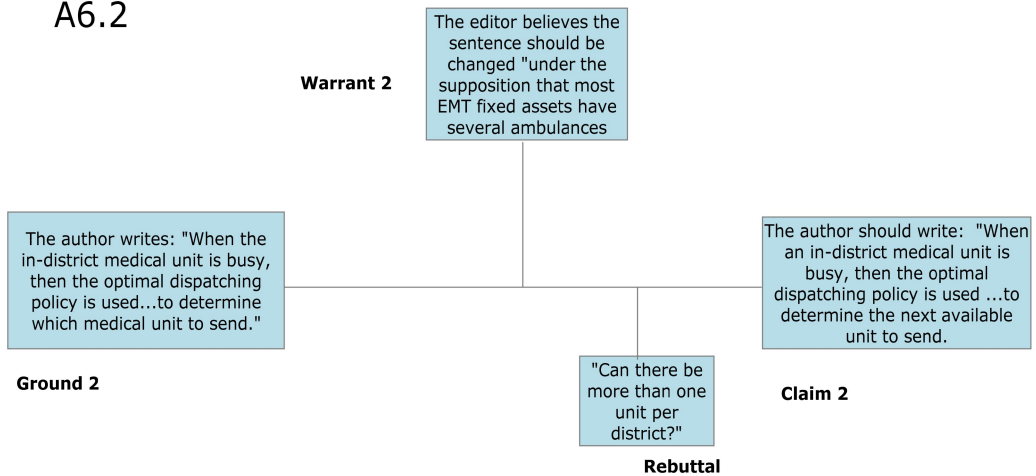 A6.2
The editor believes the
sentence should be
changed "under the
supposition that most
EMT fixed assets have
several ambulances
Warrant 2
The author writes: "When the
in-district medical unit is busy,
then the optimal dispatching
policy is used...to determine
which medical unit to send."
Ground 2
The author should write:  "When
an in-district medical unit is
busy, then the optimal
dispatching policy is used ...to
determine the next available
unit to send.
Claim 2
"Can there be
more than one
unit per
district?"
Rebuttal